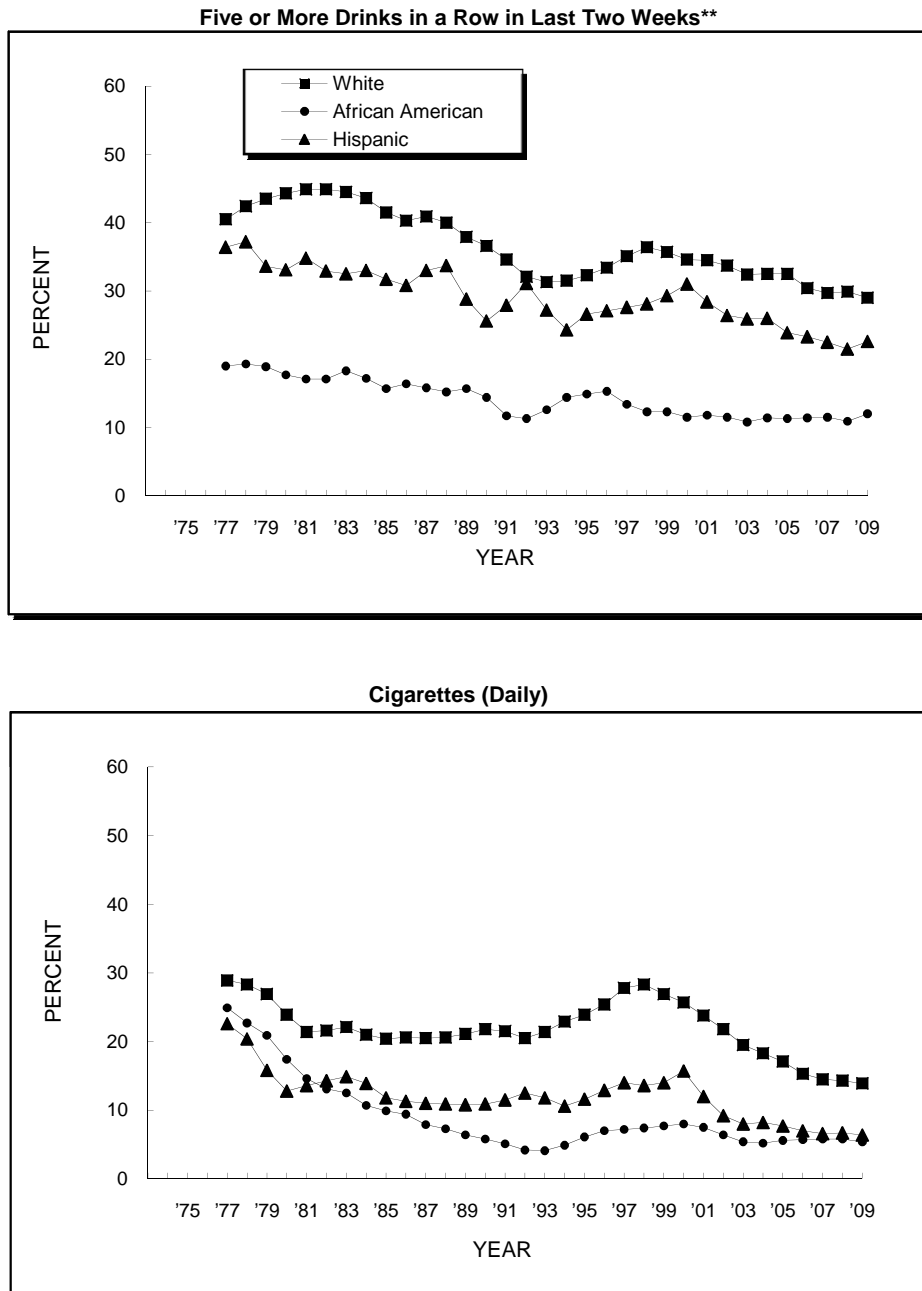 Five or More Drinks in a Row in Last Two Weeks**
White
African American
Hispanic
60
50
40
30
20
10
0
PERCENT
’75 ’77 ’79 ’81 ’83 ’85 ’87 ’89 ’91 ’93 ’95 ’97 ’99 ’01 ’03 ’05 ’07 ’09
YEAR
Cigarettes (Daily)
60
50
40
30
20
10
0
PERCENT
’75 ’77 ’79 ’81 ’83 ’85 ’87 ’89 ’91 ’93 ’95 ’97 ’99 ’01 ’03 ’05 ’07 ’09
YEAR